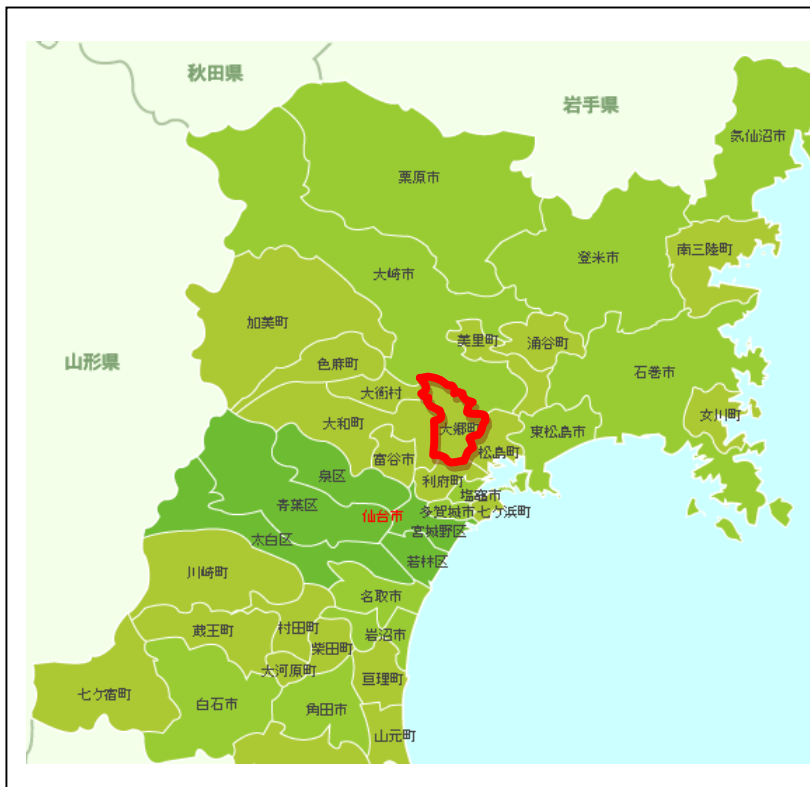 秋田県
岩手県
気仙沼市
栗原市
南三陸町
登米市
大崎市
加美町
美里町
涌谷町
山形県
色麻町
石巻市
大衡村
女川町
大和町
大郷町
東松島市
松島町
富谷市
泉区
利府町
塩竈市
青葉区
多賀城市
七ケ浜町
仙台市
宮城野区
太白区
若林区
川崎町
名取市
蔵王町
村田町
岩沼市
柴田町
大河原町
亘理町
七ケ宿町
白石市
角田市
山元町